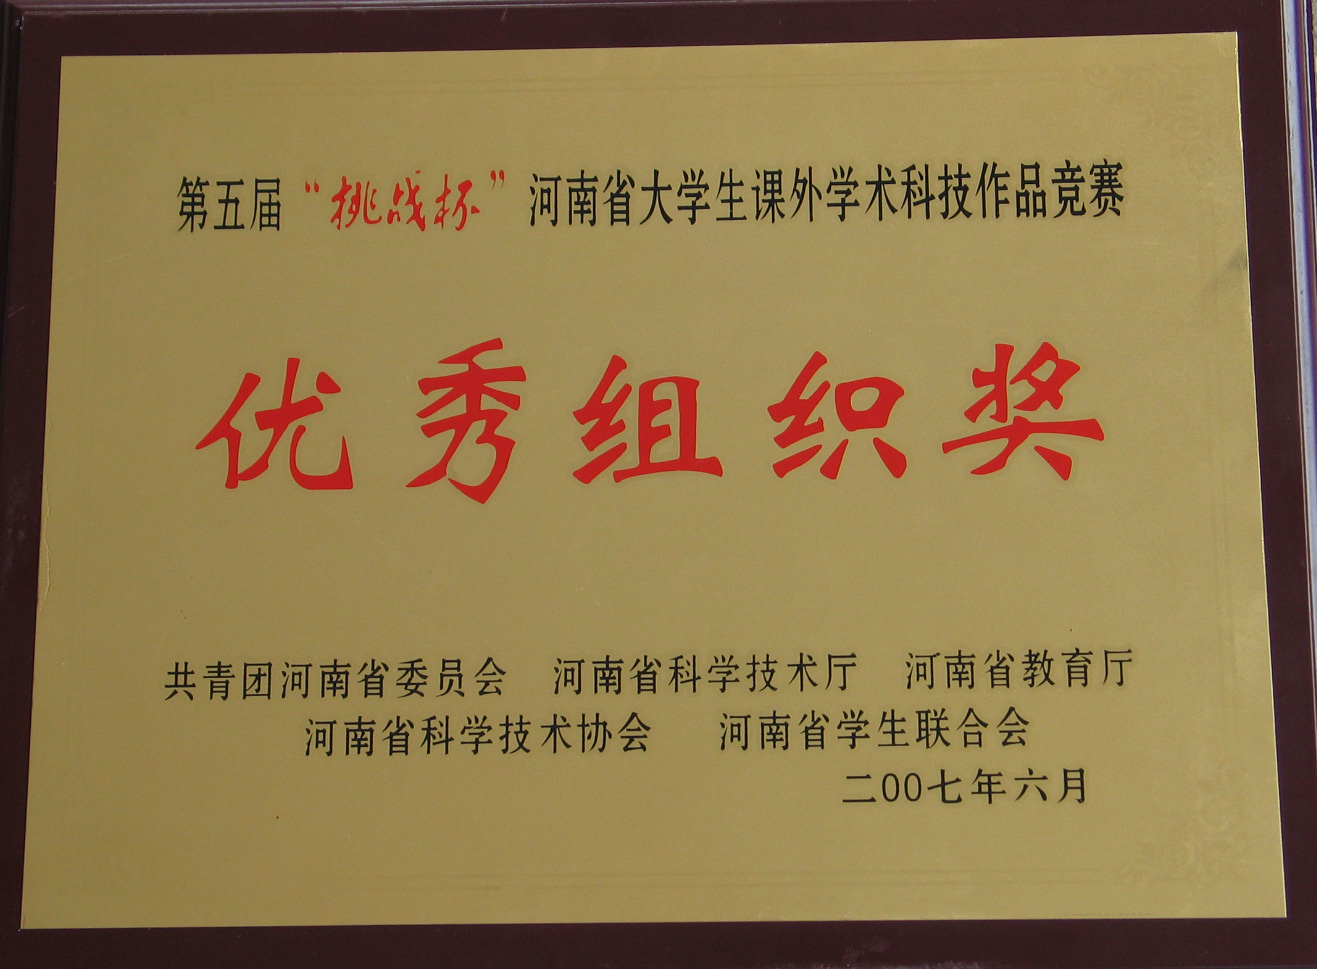 第五届“挑战杯”河南省大学生课外学术科技作品竞赛
优秀组织奖
共青团河南省委员会 河南省科学技术厅 河南省教育厅
河南省科学技术协会 河南省学生联合会
二00七年六月